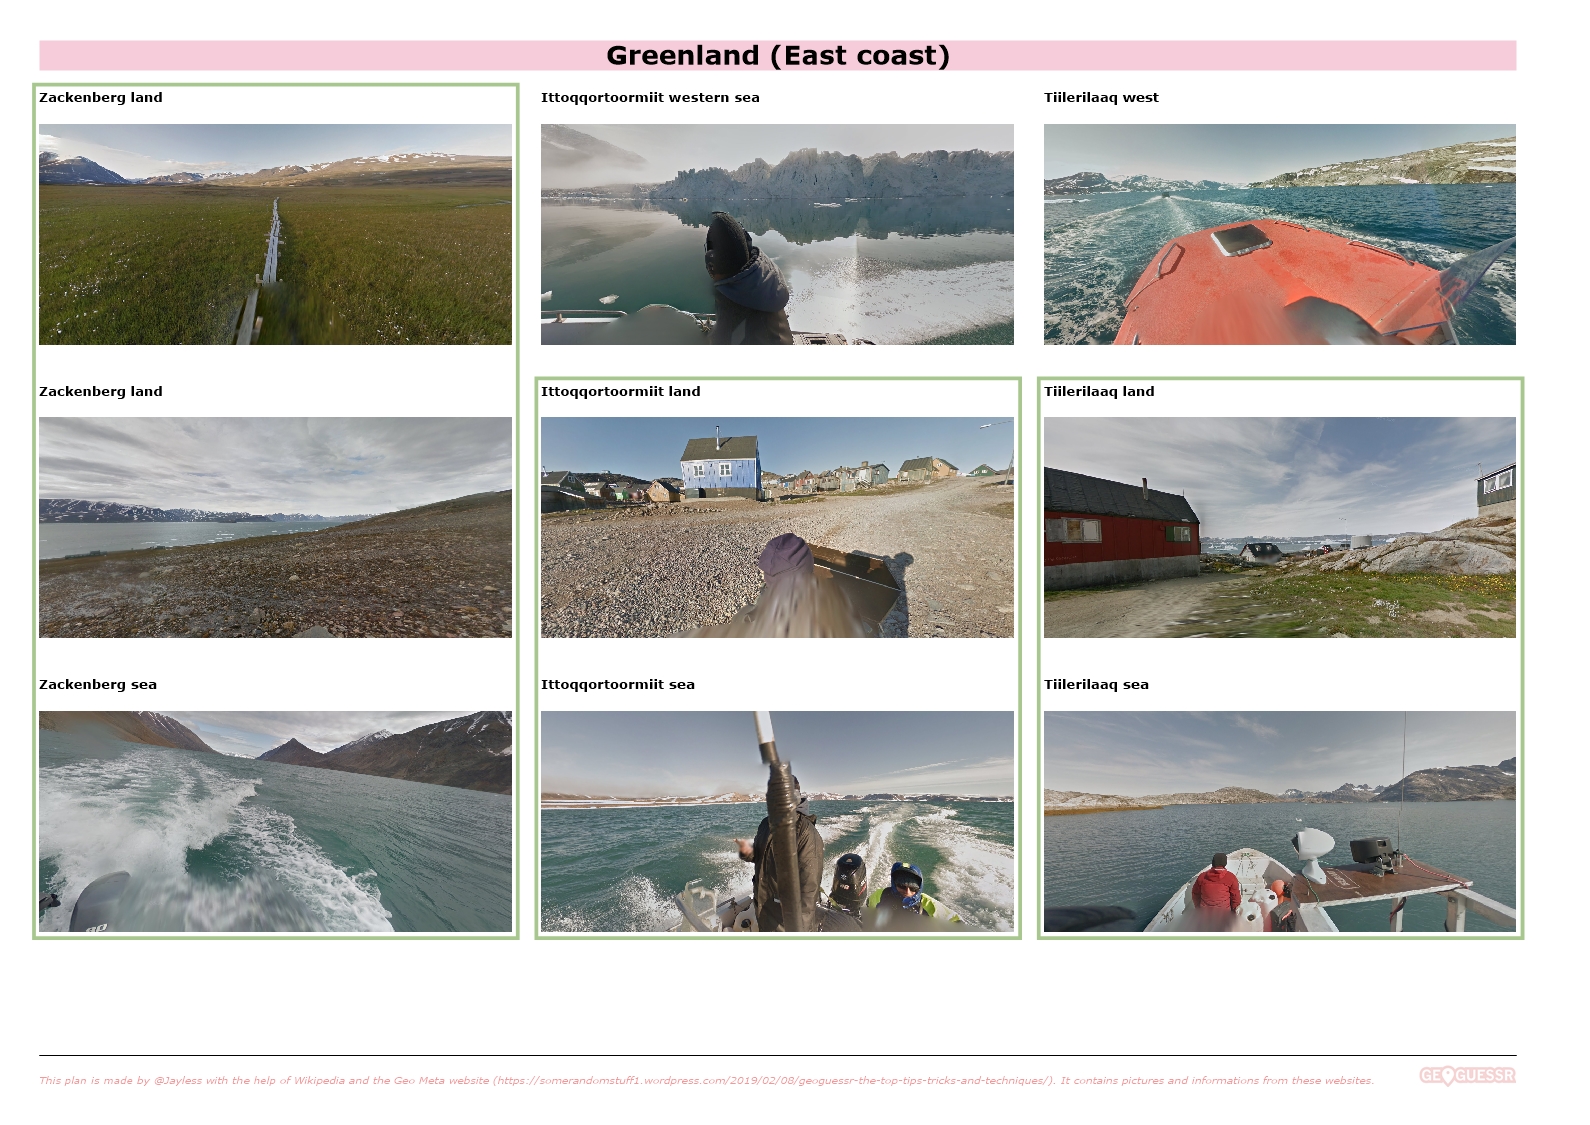 Greenland (East coast)
Zackenberg land
Ittoqqortoormiit western sea
Tiilerilaaq west
Zackenberg land
Ittoqqortoormiit land
Tiilerilaaq land
Zackenberg sea
Ittoqqortoormiit sea
Tiilerilaaq sea
This plan is made by @Jayless with the help of Wikipedia and the Geo Meta website (https://somerandomstuff1.wordpress.com/2019/02/08/geoguessr-the-top-tips-tricks-and-techniques/). It contains pictures and informations from these websites.
GEOGUESSR